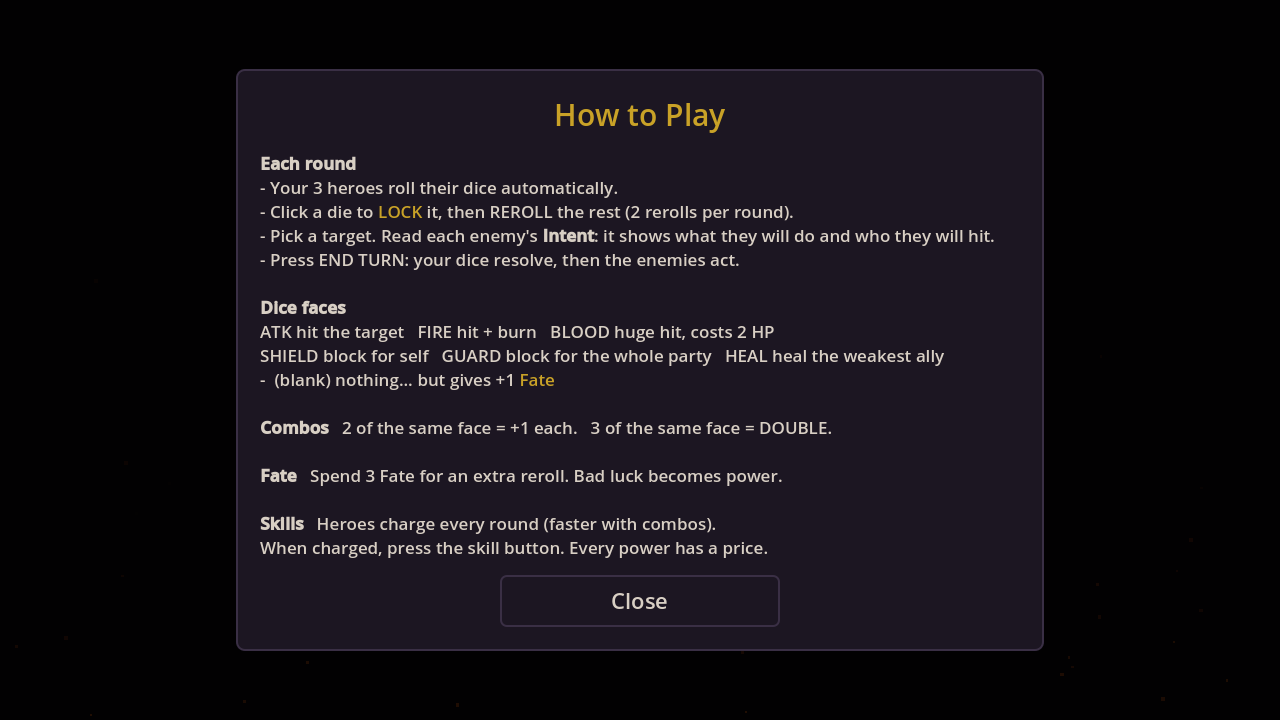 How to Play
Each round
- Your 3 heroes roll their dice automatically.
- Click a die to LOCK it, then REROLL the rest (2 rerolls per round).
- Pick a target. Read each enemy's Intent: it shows what they will do and who they will hit.
- Press END TURN: your dice resolve, then the enemies act.
Dice faces
ATK hit the target   FIRE hit + burn   BLOOD huge hit, costs 2 HP
SHIELD block for self   GUARD block for the whole party   HEAL heal the weakest ally
-  (blank) nothing... but gives +1 Fate
Combos   2 of the same face = +1 each.   3 of the same face = DOUBLE.
Fate   Spend 3 Fate for an extra reroll. Bad luck becomes power.
Skills   Heroes charge every round (faster with combos).
When charged, press the skill button. Every power has a price.
Close